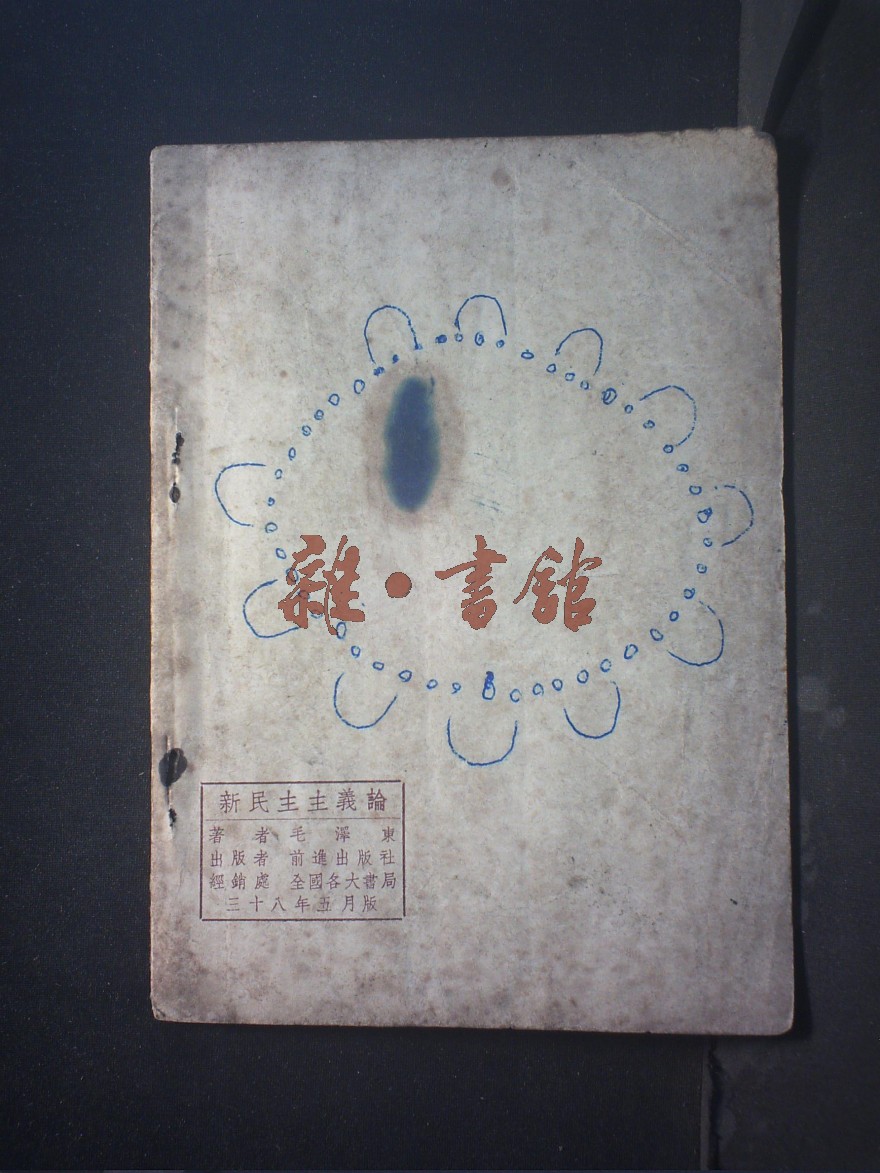 雜·書舘
新民主主義論
著者 毛澤東
出版者 前進出版社
經銷處 全國各大書局
三十八年五月版